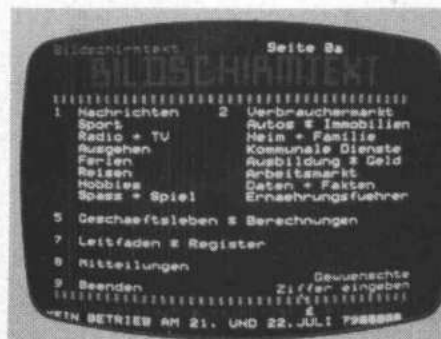 Bildschirmtext Seite 0a
BILDSCHIRMTEXT
1 Nachrichten 2 Verbrauchermarkt
Sport Autos * Immobilien
Radio + TV Heim + Familie
Ausgehen Kommunale Dienste
Ferien Ausbildung * Geld
Reisen Arbeitsmarkt
Hobbies Daten + Fakten
Spass + Spiel Ernaehrungsfuehrer
5 Geschaeftsleben * Berechnungen
7 Leitfaden * Register
8 Mitteilungen
Gewuenschte
9 Beenden Ziffer eingeben
KEIN BETRIEB AM 21. UND 22.JULI